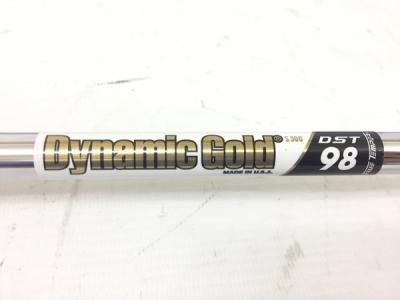 Dynamic Gold® S300
MADE IN U.S.A.
DST
98